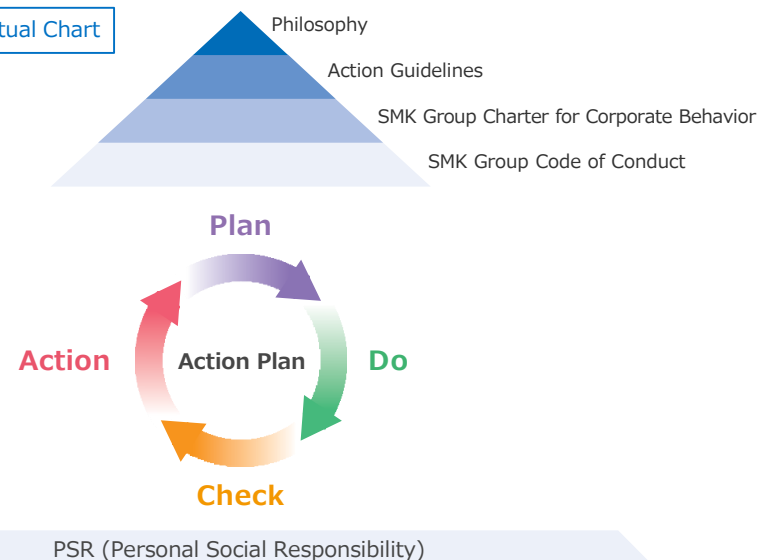 tual Chart
Philosophy
Action Guidelines
SMK Group Charter for Corporate Behavior
SMK Group Code of Conduct
Plan
Action
Action Plan
Do
Check
PSR (Personal Social Responsibility)